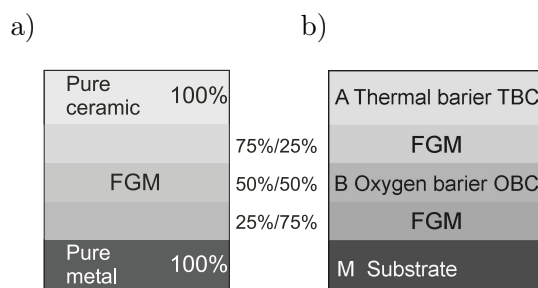 a)
b)
Pure
ceramic 100%
A Thermal barier TBC
75%/25%
FGM
FGM
50%/50%
B Oxygen barier OBC
25%/75%
FGM
Pure
metal 100%
M Substrate